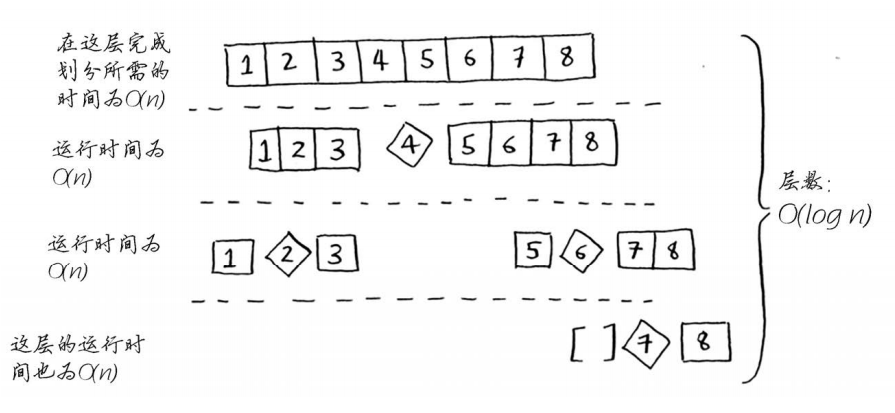 在这层完成
划分所需的
时间为O(n)
1 2 3 4 5 6 7 8
运行时间为
O(n)
1 2 3 4 5 6 7 8
层数:
O(log n)
运行时间为
O(n)
1 2 3 5 6 7 8
这层的运行时
间也为O(n)
[ ] 7 8